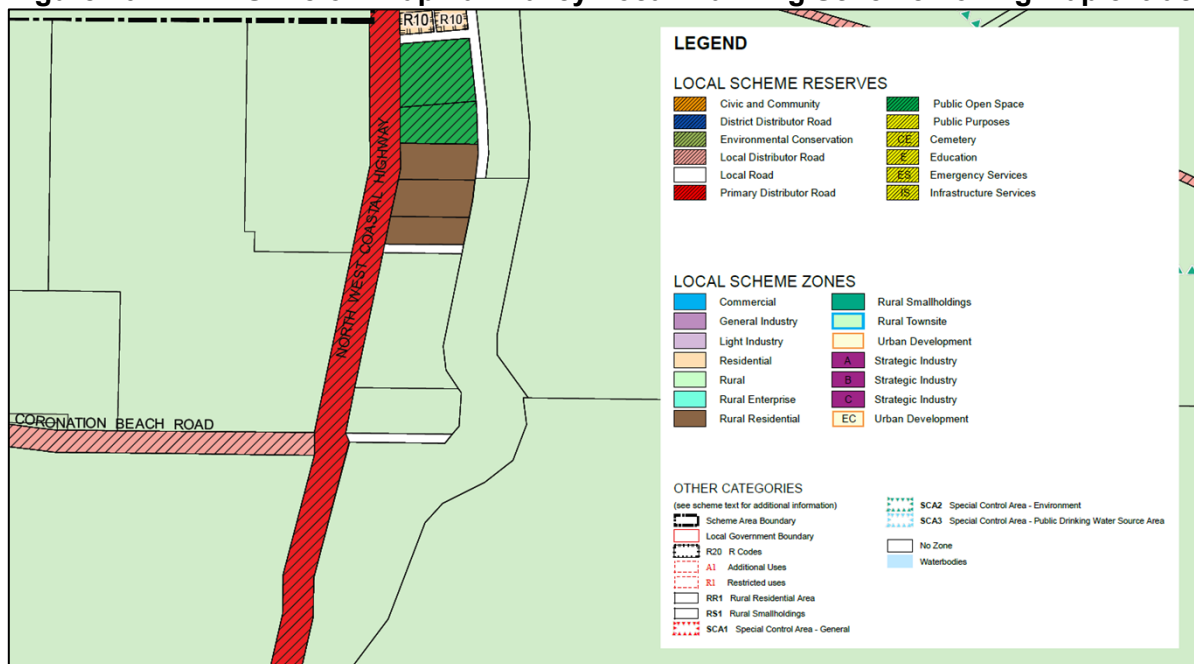 R10 R10
NORTH WEST COASTAL HIGHWAY
CORONATION BEACH ROAD
LEGEND
LOCAL SCHEME RESERVES
Civic and Community
District Distributor Road
Environmental Conservation
Local Distributor Road
Local Road
Primary Distributor Road
Public Open Space
Public Purposes
CE Cemetery
E Education
ES Emergency Services
IS Infrastructure Services
LOCAL SCHEME ZONES
Commercial
General Industry
Light Industry
Residential
Rural
Rural Enterprise
Rural Residential
Rural Smallholdings
Rural Townsite
Urban Development
A Strategic Industry
B Strategic Industry
C Strategic Industry
EC Urban Development
OTHER CATEGORIES
(see scheme text for additional information)
Scheme Area Boundary
Local Government Boundary
R20 R Codes
A1 Additional Uses
R1 Restricted uses
RR1 Rural Residential Area
RS1 Rural Smallholdings
SCA1 Special Control Area - General
SCA2 Special Control Area - Environment
SCA3 Special Control Area - Public Drinking Water Source Area
No Zone
Waterbodies